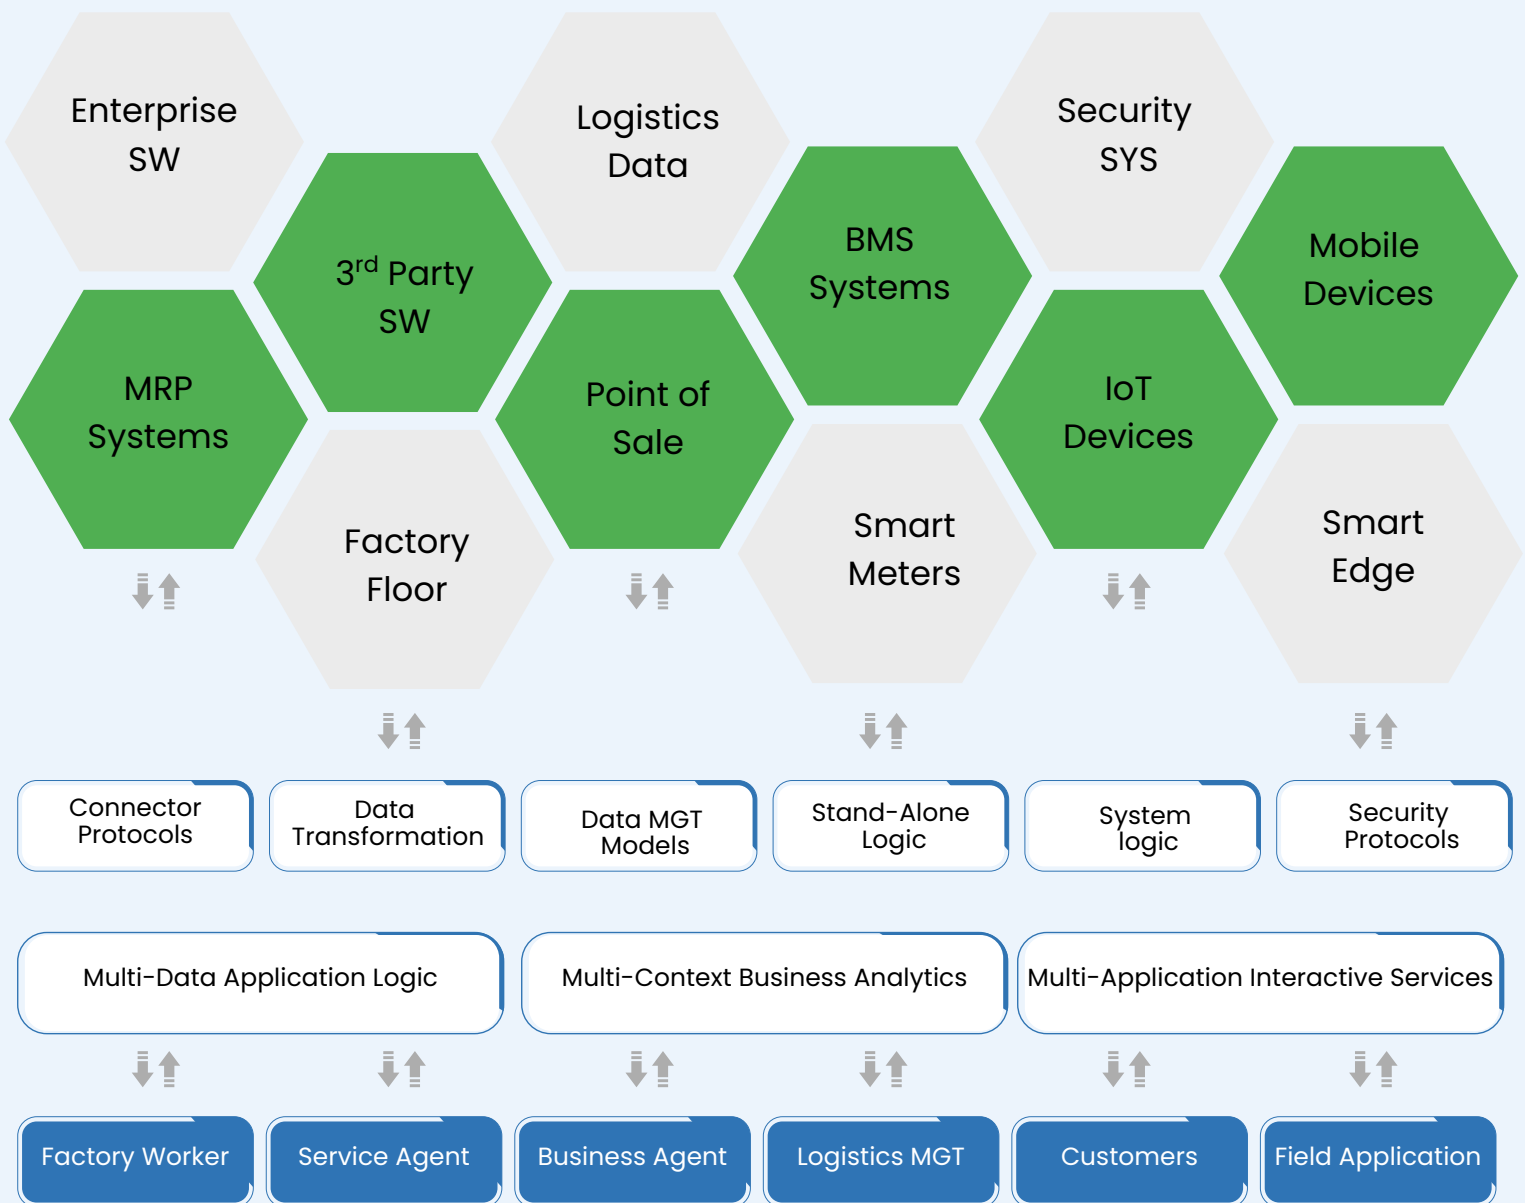 Enterprise
SW
Logistics
Data
Security
SYS
3rd Party
SW
BMS
Systems
Mobile
Devices
MRP
Systems
Point of
Sale
IoT
Devices
Factory
Floor
Smart
Meters
Smart
Edge
Connector
Protocols
Data
Transformation
Data MGT
Models
Stand-Alone
Logic
System
logic
Security
Protocols
Multi-Data Application Logic
Multi-Context Business Analytics
Multi-Application Interactive Services
Factory Worker
Service Agent
Business Agent
Logistics MGT
Customers
Field Application